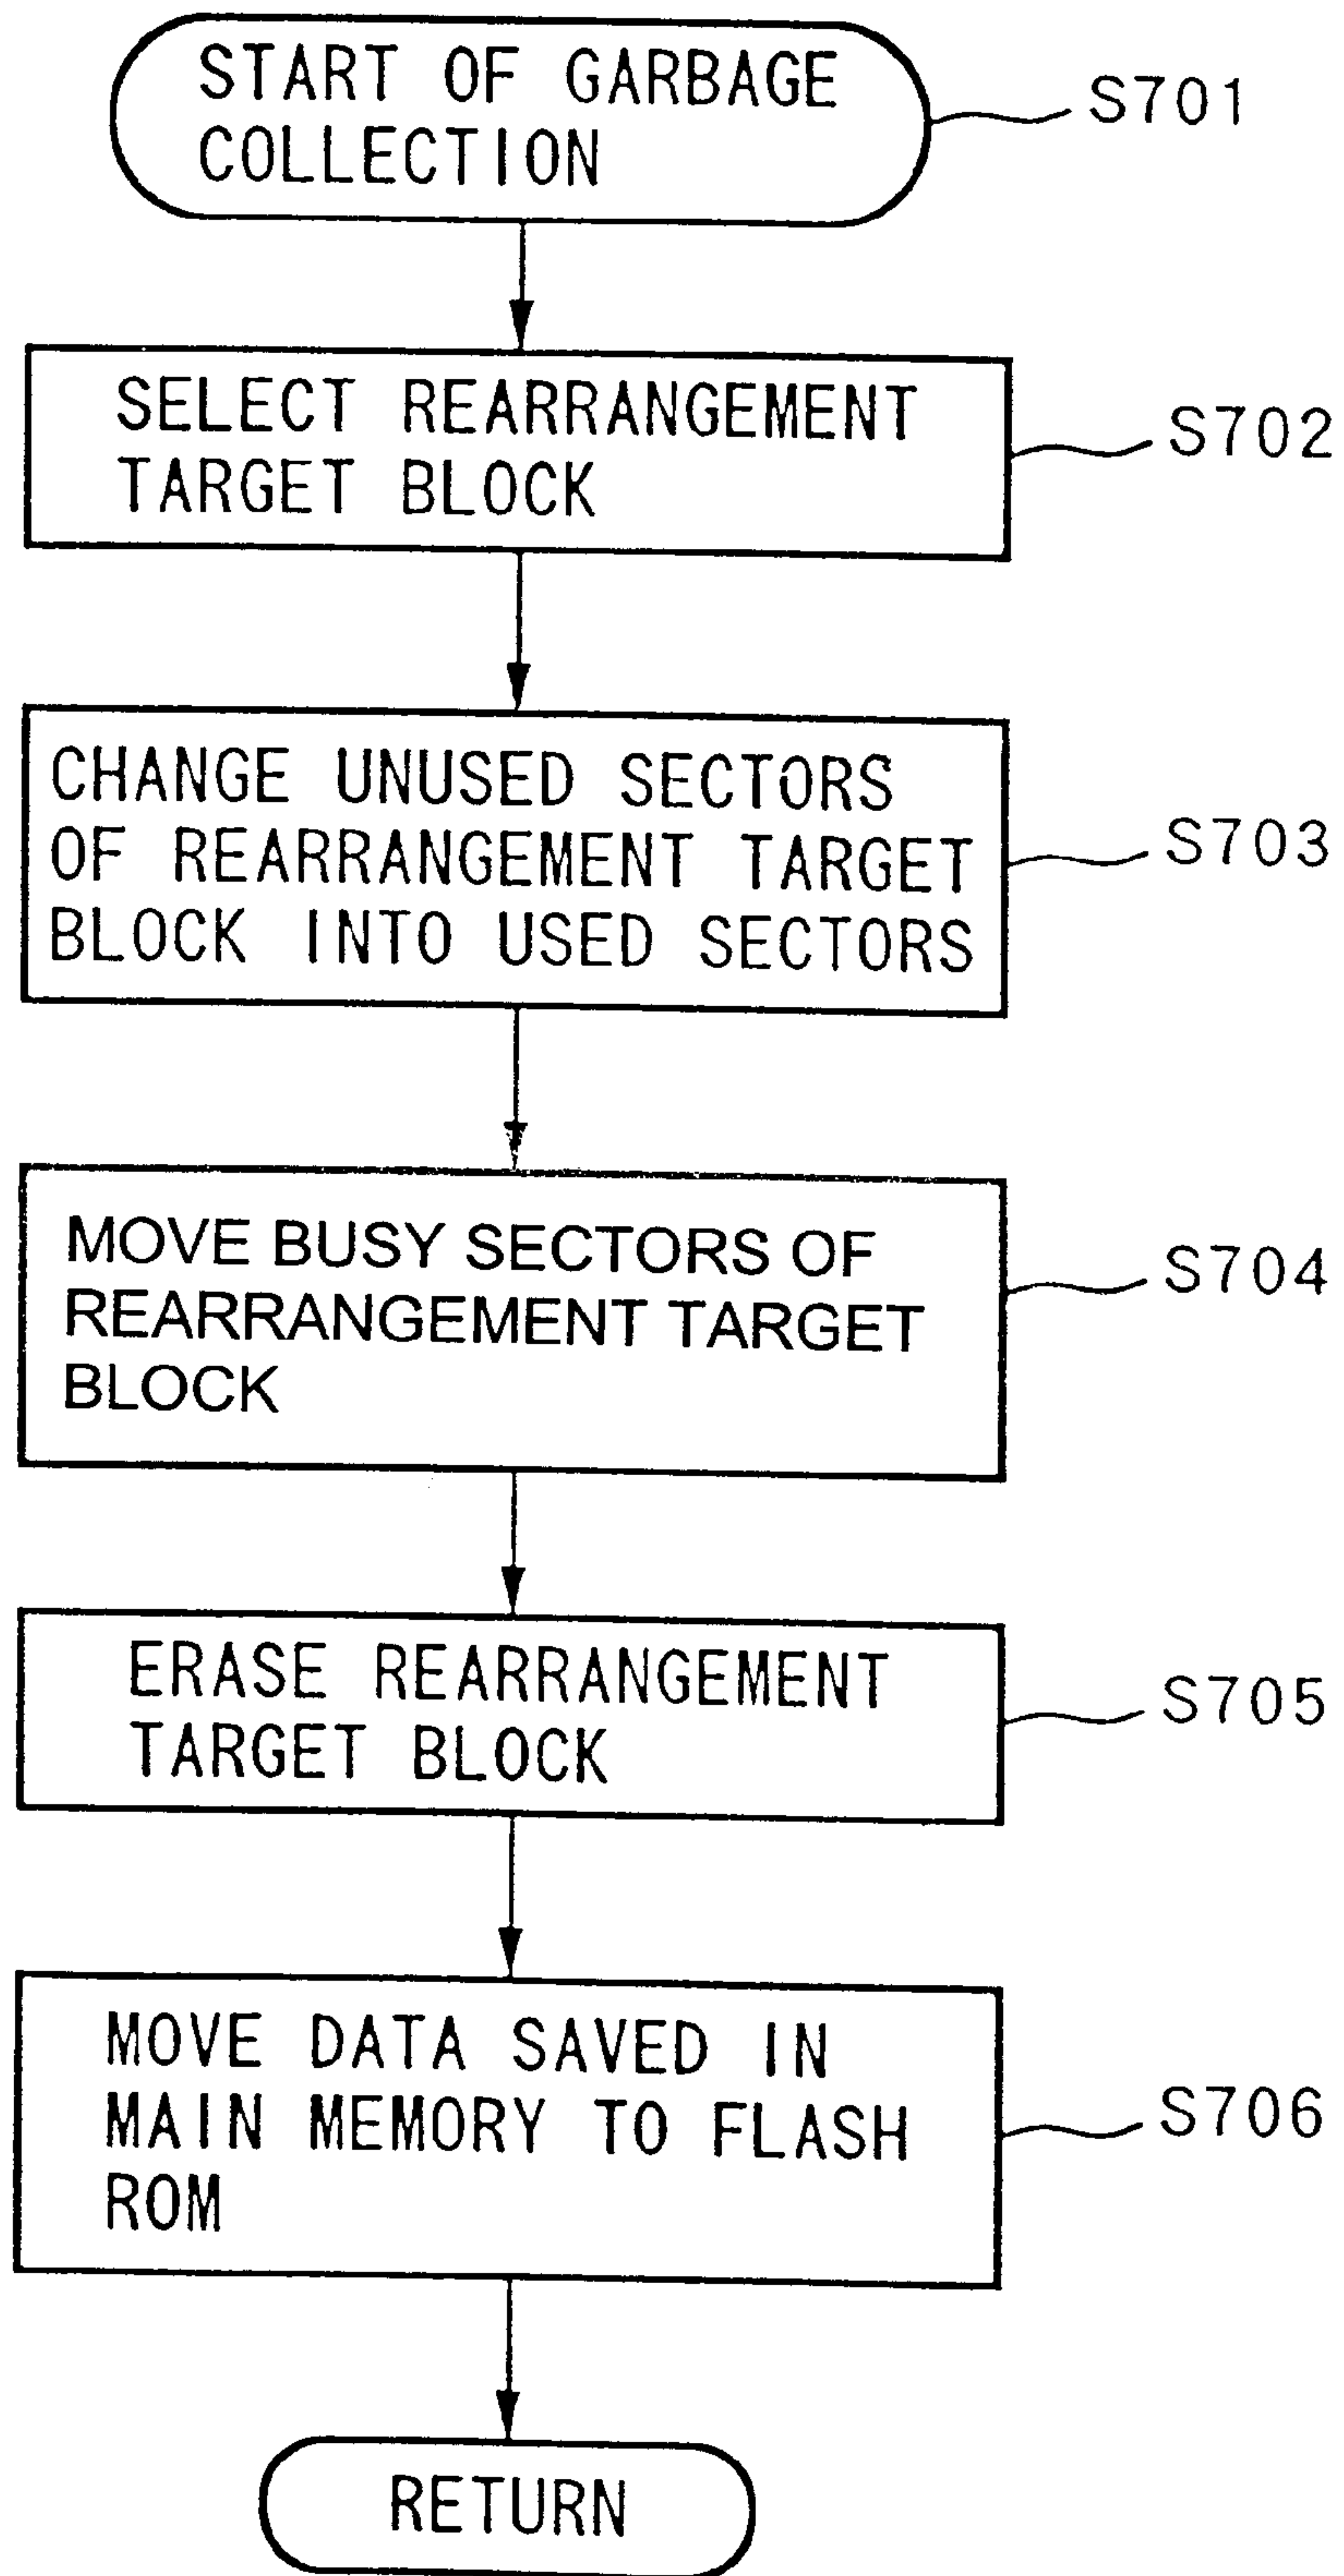 START OF GARBAGE
COLLECTION
S701
SELECT REARRANGEMENT
TARGET BLOCK
S702
CHANGE UNUSED SECTORS
OF REARRANGEMENT TARGET
BLOCK INTO USED SECTORS
S703
MOVE BUSY SECTORS OF
REARRANGEMENT TARGET
BLOCK
S704
ERASE REARRANGEMENT
TARGET BLOCK
S705
MOVE DATA SAVED IN
MAIN MEMORY TO FLASH
ROM
S706
RETURN